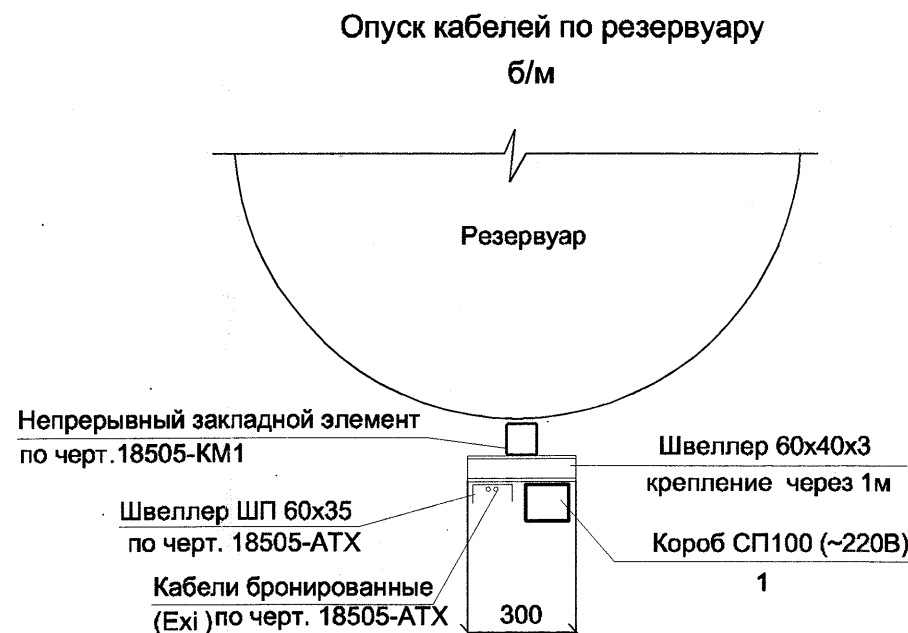 Опуск кабелей по резервуару
б/м
Резервуар
Непрерывный закладной элемент
по черт.18505-КМ1
Швеллер 60х40х3
крепление через 1м
Швеллер ШП 60х35
по черт. 18505-АТХ
Короб СП100 (~220В)
1
Кабели бронированные
(Exi )по черт. 18505-АТХ
300